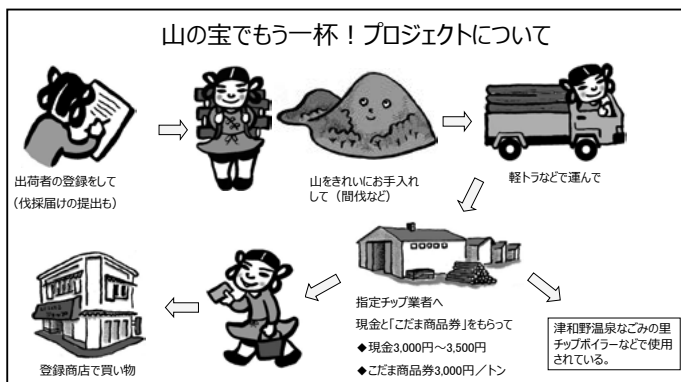 山の宝でもう一杯！プロジェクトについて
出荷者の登録をして
（伐採届けの提出も）
山をきれいにお手入れ
して（間伐など）
軽トラなどで運んで
指定チップ業者へ
現金と「こだま商品券」をもらって
◆現金3,000円～3,500円
◆こだま商品券3,000円／トン
津和野温泉なごみの里
チップボイラーなどで使用
されている。
登録商店で買い物